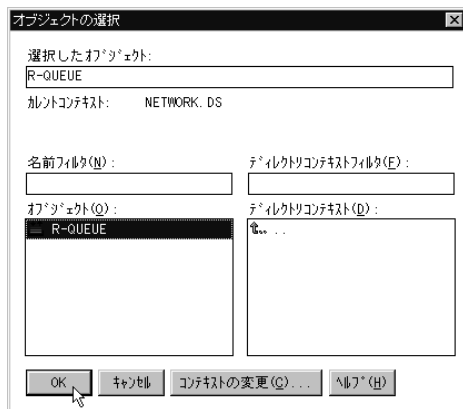 オブジェクトの選択
選択したｵﾌﾞｼﾞｪｸﾄ:
R-QUEUE
ｶﾚﾝﾄｺﾝﾃｷｽﾄ: NETWORK.DS
名前ﾌｨﾙﾀ(N): ﾃﾞｨﾚｸﾄﾘｺﾝﾃｷｽﾄﾌｨﾙﾀ(F):
ｵﾌﾞｼﾞｪｸﾄ(O): ﾃﾞｨﾚｸﾄﾘｺﾝﾃｷｽﾄ(D):
R-QUEUE ..
OK ｷｬﾝｾﾙ ｺﾝﾃｷｽﾄの変更(C)... ﾍﾙﾌﾟ(H)